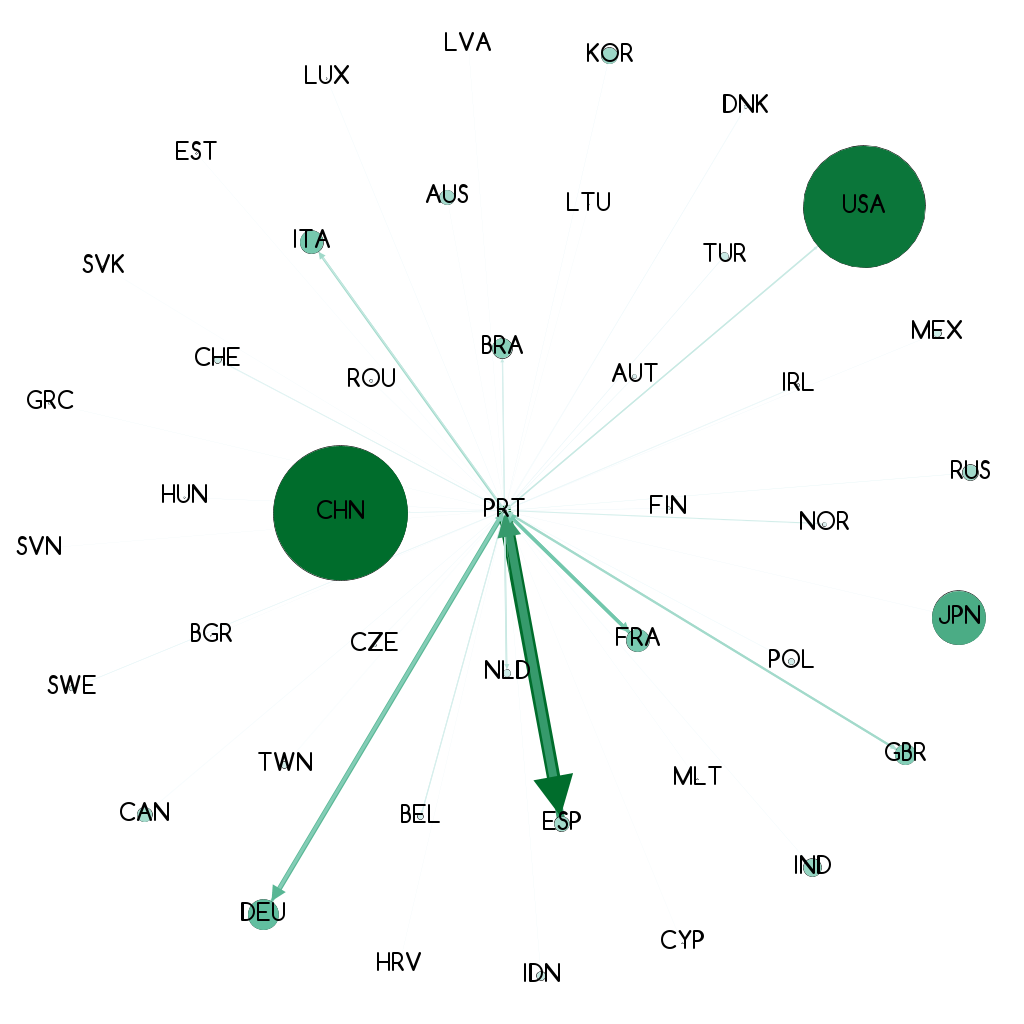 LVA
KOR
LUX
DNK
EST
AUS
LTU
USA
ITA
TUR
SVK
MEX
BRA
CHE
AUT
ROU
IRL
GRC
RUS
HUN
PRT
FIN
CHN
NOR
SVN
JPN
BGR
FRA
CZE
POL
NLD
SWE
GBR
TWN
MLT
CAN
BEL
ESP
IND
DEU
CYP
HRV
IDN